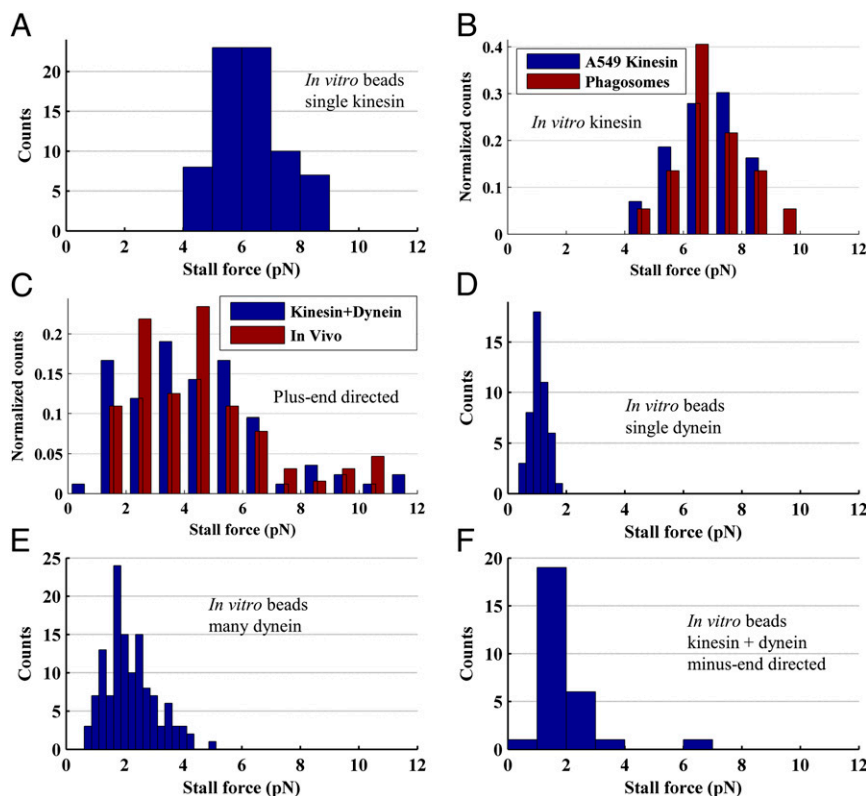 A
20
15
10
5
0
Counts
In vitro beads
single kinesin
0 2 4 6 8 10 12
Stall force (pN)
B
0.4
0.3
0.2
0.1
0
Normalized counts
A549 Kinesin
Phagosomes
In vitro kinesin
0 2 4 6 8 10 12
Stall force (pN)
C
0.2
0.15
0.1
0.05
0
Normalized counts
Kinesin+Dynein
In Vivo
Plus-end directed
0 2 4 6 8 10 12
Stall force (pN)
D
15
10
5
0
Counts
In vitro beads
single dynein
0 2 4 6 8 10 12
Stall force (pN)
E
25
20
15
10
5
0
Counts
In vitro beads
many dynein
0 2 4 6 8 10 12
Stall force (pN)
F
20
15
10
5
0
Counts
In vitro beads
kinesin + dynein
minus-end directed
0 2 4 6 8 10 12
Stall force (pN)